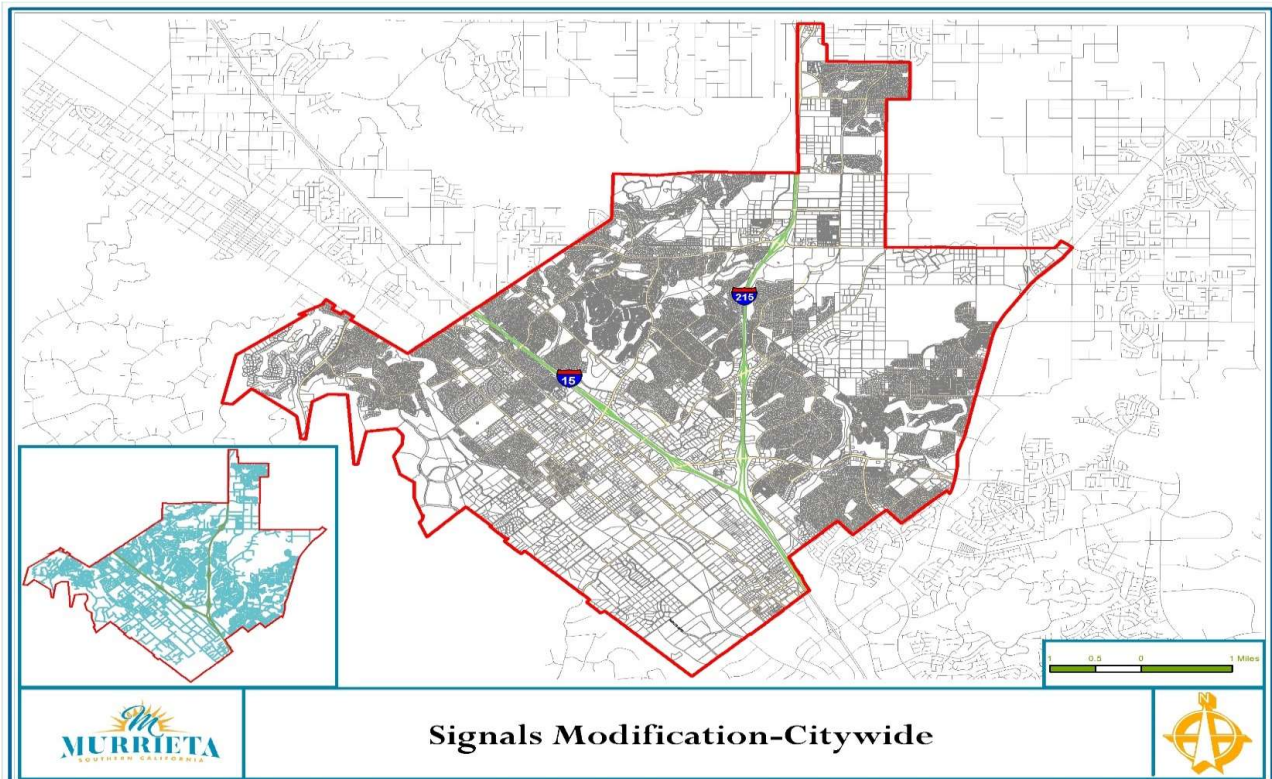 215
15
1 0.5 0 1 Miles
MURRIETA
SOUTHERN CALIFORNIA
Signals Modification-Citywide
N